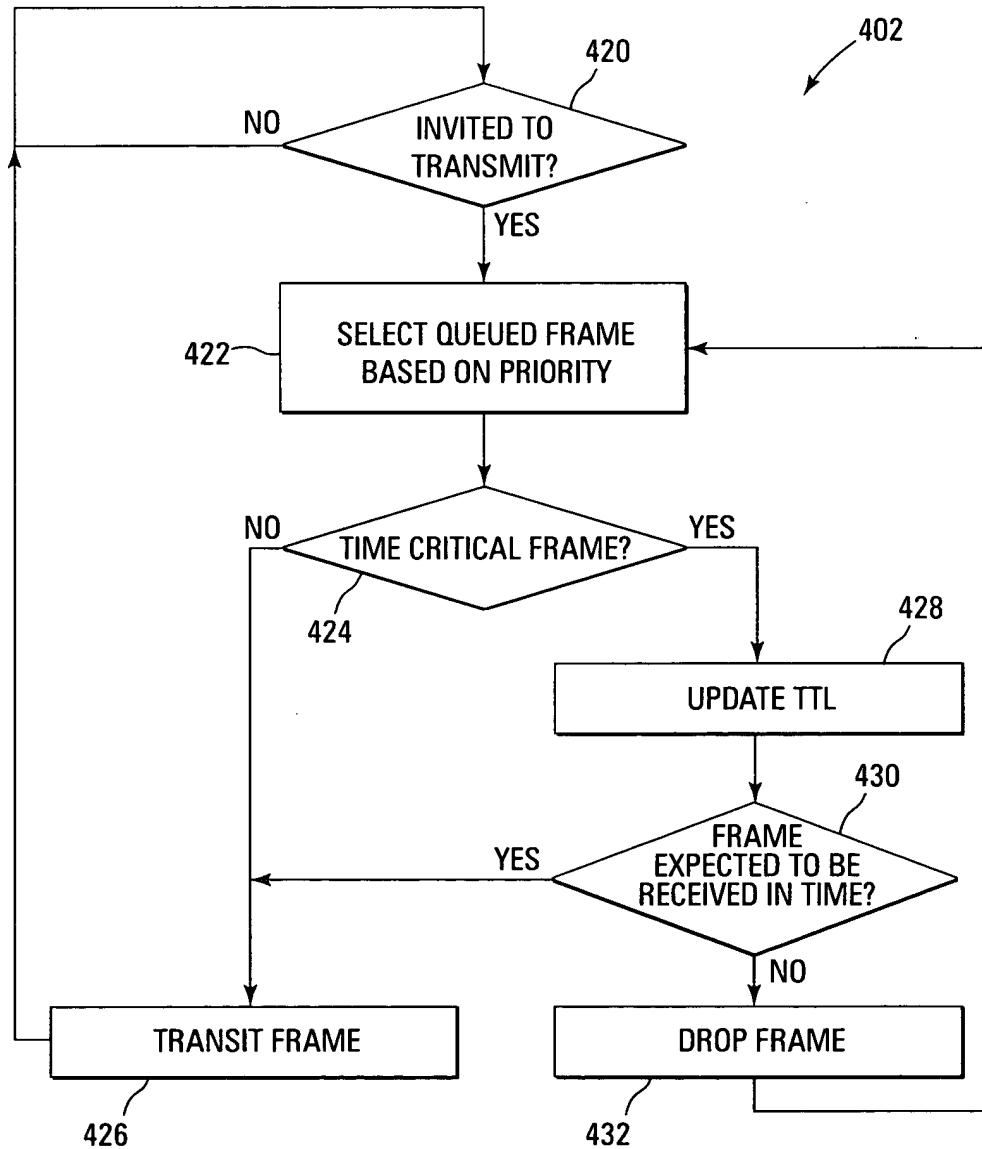 402
420
NO
INVITED TO
TRANSMIT?
YES
SELECT QUEUED FRAME
BASED ON PRIORITY
422
NO
YES
TIME CRITICAL FRAME?
424
428
UPDATE TTL
430
FRAME
EXPECTED TO BE
RECEIVED IN TIME?
YES
NO
TRANSIT FRAME
DROP FRAME
426
432